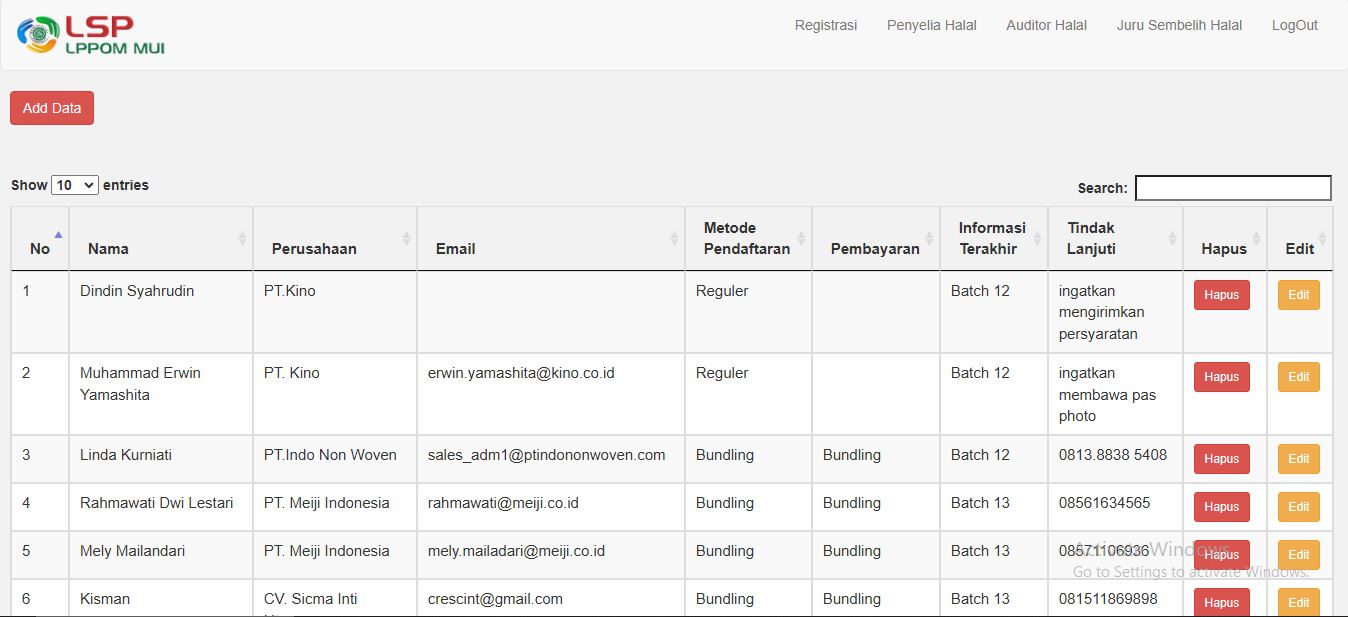 LSP
LPPOM MUI
Registrasi Penyelia Halal Auditor Halal Juru Sembelih Halal LogOut
Add Data
Show 10 entries
Search:
No Nama Perusahaan Email Metode Pendaftaran Pembayaran Informasi Terakhir Tindak Lanjuti Hapus Edit
1 Dindin Syahrudin PT.Kino Reguler Batch 12 ingatkan Hapus Edit
mengirimkan
persyaratan
2 Muhammad Erwin PT. Kino erwin.yamashita@kino.co.id Reguler Batch 12 ingatkan Hapus Edit
Yamashita membawa pas
photo
3 Linda Kurniati PT.Indo Non Woven sales_adm1@ptindononwoven.com Bundling Bundling Batch 12 0813.8838 5408 Hapus Edit
4 Rahmawati Dwi Lestari PT. Meiji Indonesia rahmawati@meiji.co.id Bundling Bundling Batch 13 08561634565 Hapus Edit
5 Mely Mailandari PT. Meiji Indonesia mely.mailadari@meiji.co.id Bundling Bundling Batch 13 08571106936 Hapus Edit
Activate Windows
Go to Settings to activate Windows.
6 Kisman CV. Sicma Inti crescint@gmail.com Bundling Bundling Batch 13 081511869898 Hapus Edit